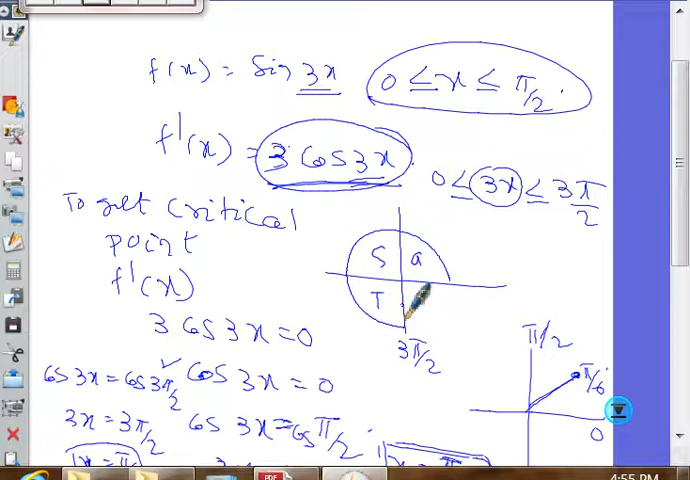 f(x) = Sin 3x    0 ≤ x ≤ π/2.
f'(x) = 3 Cos 3x
0 ≤ 3x ≤ 3π/2
To get critical
point
f'(x)
S a
T
3π/2
3 Cos 3x = 0
π/2
π/6
0
Cos 3x = Cos 3π/2
Cos 3x = 0
3x = 3π/2
Cos 3x = Cos π/2
PDF
4:55 PM